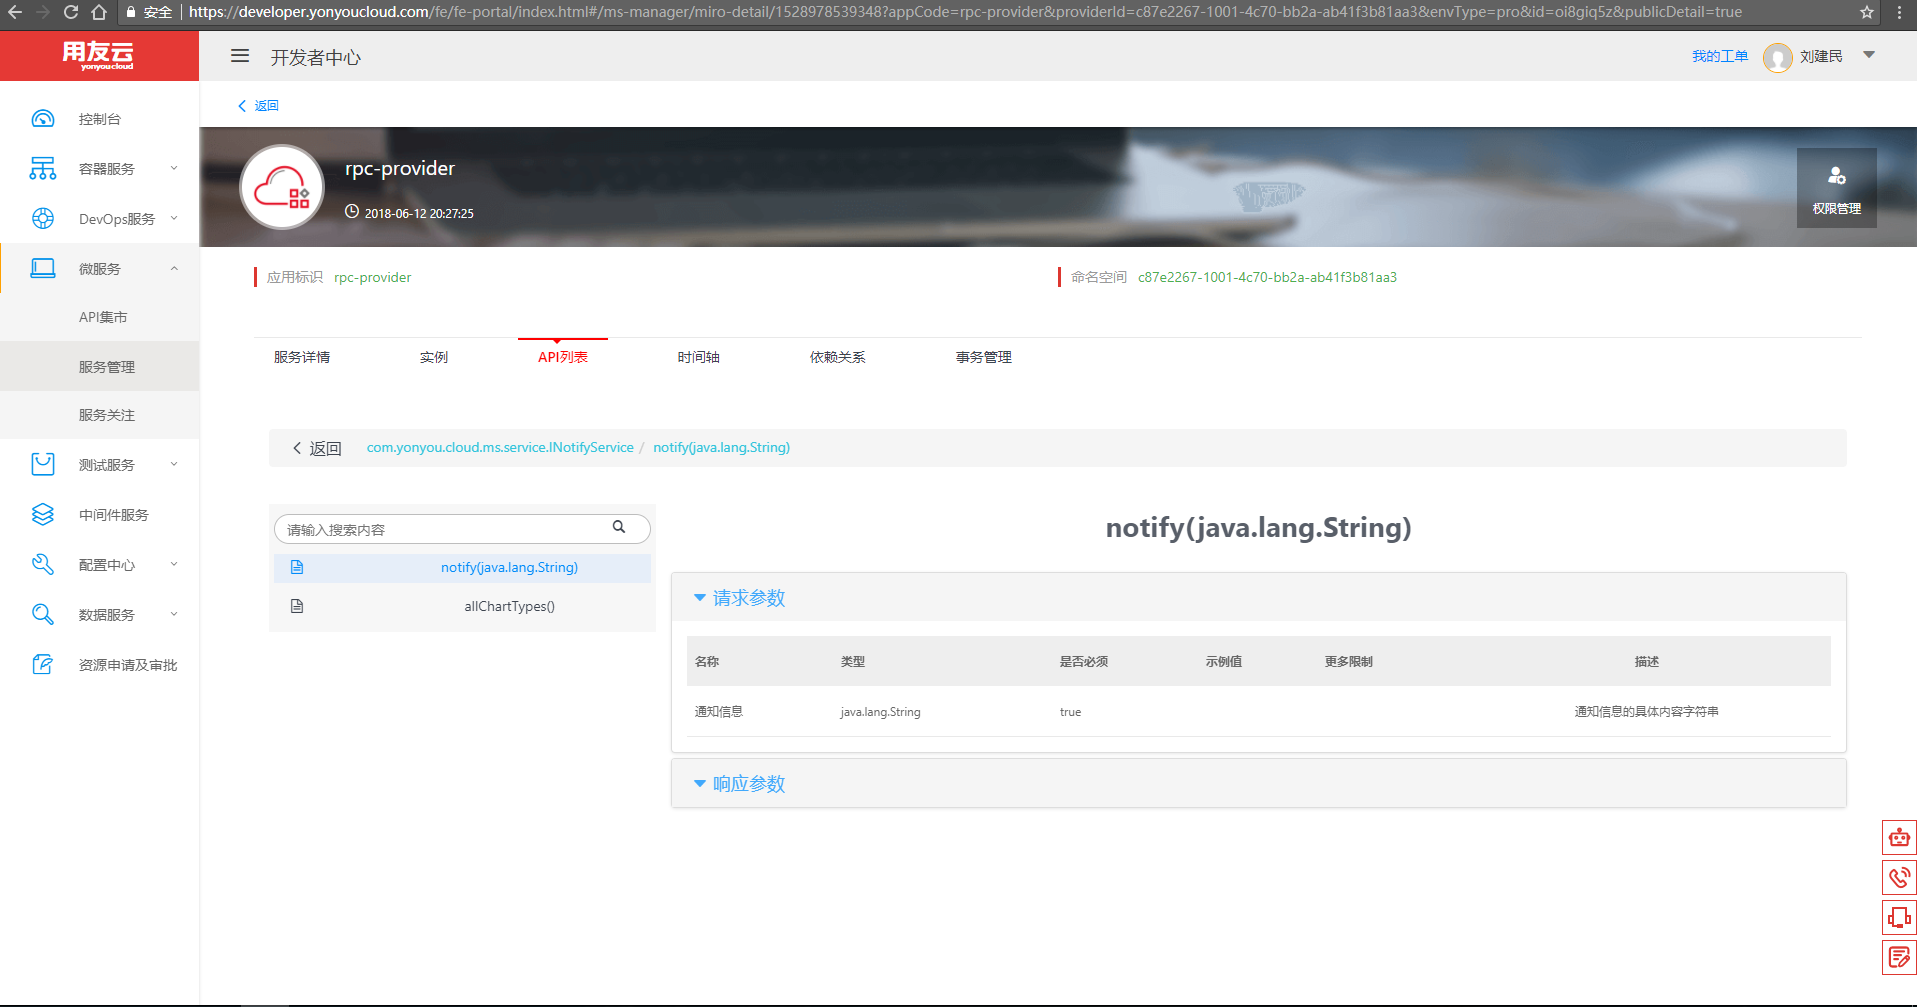 安全 https://developer.yonyoucloud.com/fe/fe-portal/index.html#/ms-manager/miro-detail/1528978539348?appCode=rpc-provider&providerId=c87e2267-1001-4c70-bb2a-ab41f3b81aa3&envType=pro&id=oi8giq5z&publicDetail=true
用友云
yonyoucloud
开发者中心
我的工单
刘建民
返回
控制台
容器服务
DevOps服务
微服务
API集市
服务管理
服务关注
测试服务
中间件服务
配置中心
数据服务
资源申请及审批
rpc-provider
2018-06-12 20:27:25
权限管理
应用标识 rpc-provider
命名空间 c87e2267-1001-4c70-bb2a-ab41f3b81aa3
服务详情 实例 API列表 时间轴 依赖关系 事务管理
返回 com.yonyou.cloud.ms.service.INotifyService / notify(java.lang.String)
请输入搜索内容
notify(java.lang.String)
allChartTypes()
notify(java.lang.String)
请求参数
名称 类型 是否必须 示例值 更多限制 描述
通知信息 java.lang.String true 通知信息的具体内容字符串
响应参数